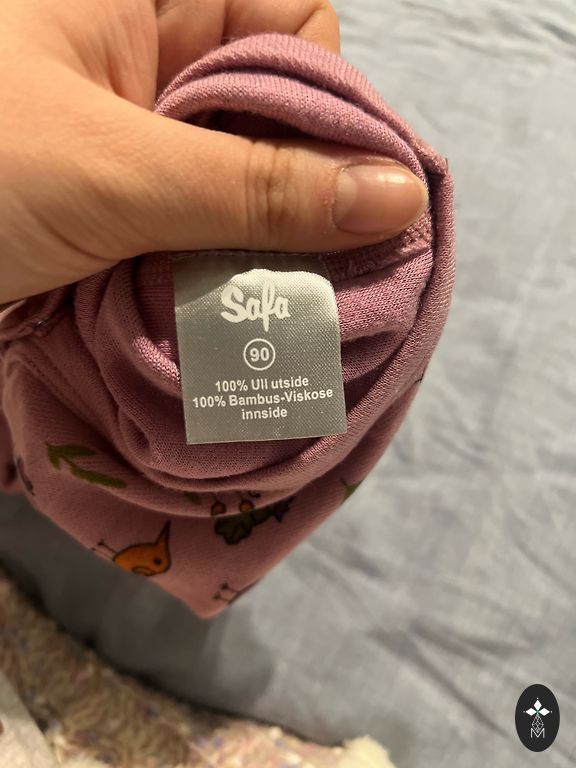 Safa
90
100% Ull utside
100% Bambus-Viskose
innside